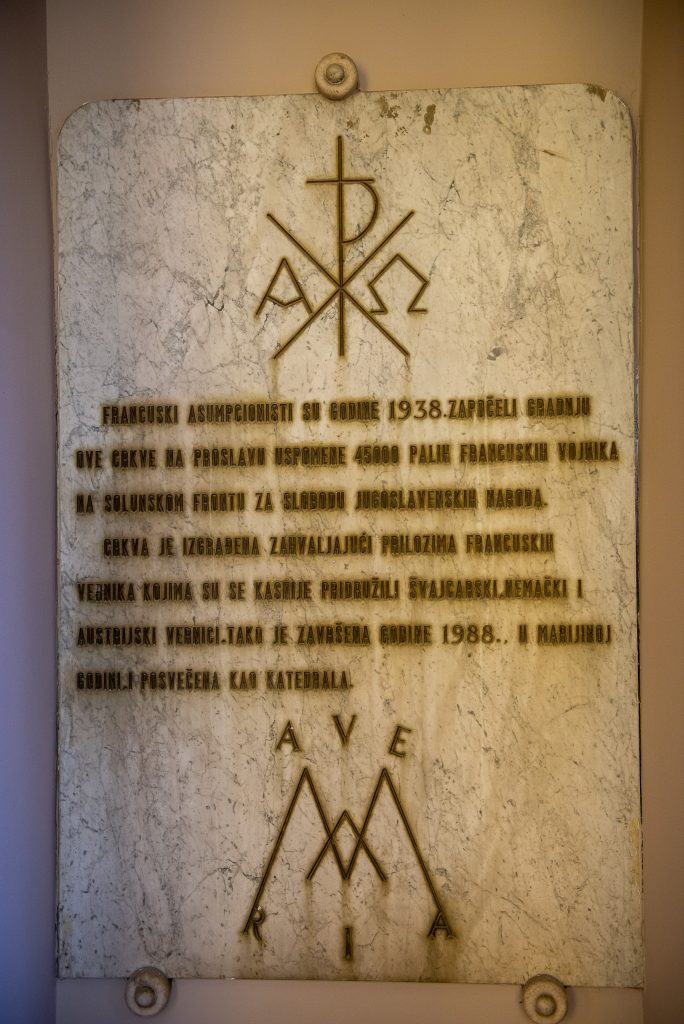 Α Ρ Ω
FRANCUSKI ASUMPCIONISTI SU GODINE 1938.ZAPOČELI GRADNJU
OVE CRKVE NA PROSLAVU USPOMENE 45000 PALIH FRANCUSKIH VOJNIKA
NA SOLUNSKOM FRONTU ZA SLOBODU JUGOSLAVENSKIH NARODA.
CRKVA JE IZGRAĐENA ZAHVALJAJUĆI PRILOZIMA FRANCUSKIH
VERNIKA KOJIMA SU SE KASNIJE PRIDRUŽILI ŠVAJCARSKI,NEMAČKI I
AUSTRIJSKI VERNICI.TAKO JE ZAVRŠENA GODINE 1988., U MARIJINOJ
GODINI,I POSVEĆENA KAO KATEDRALA.
AVE
MA
RIA